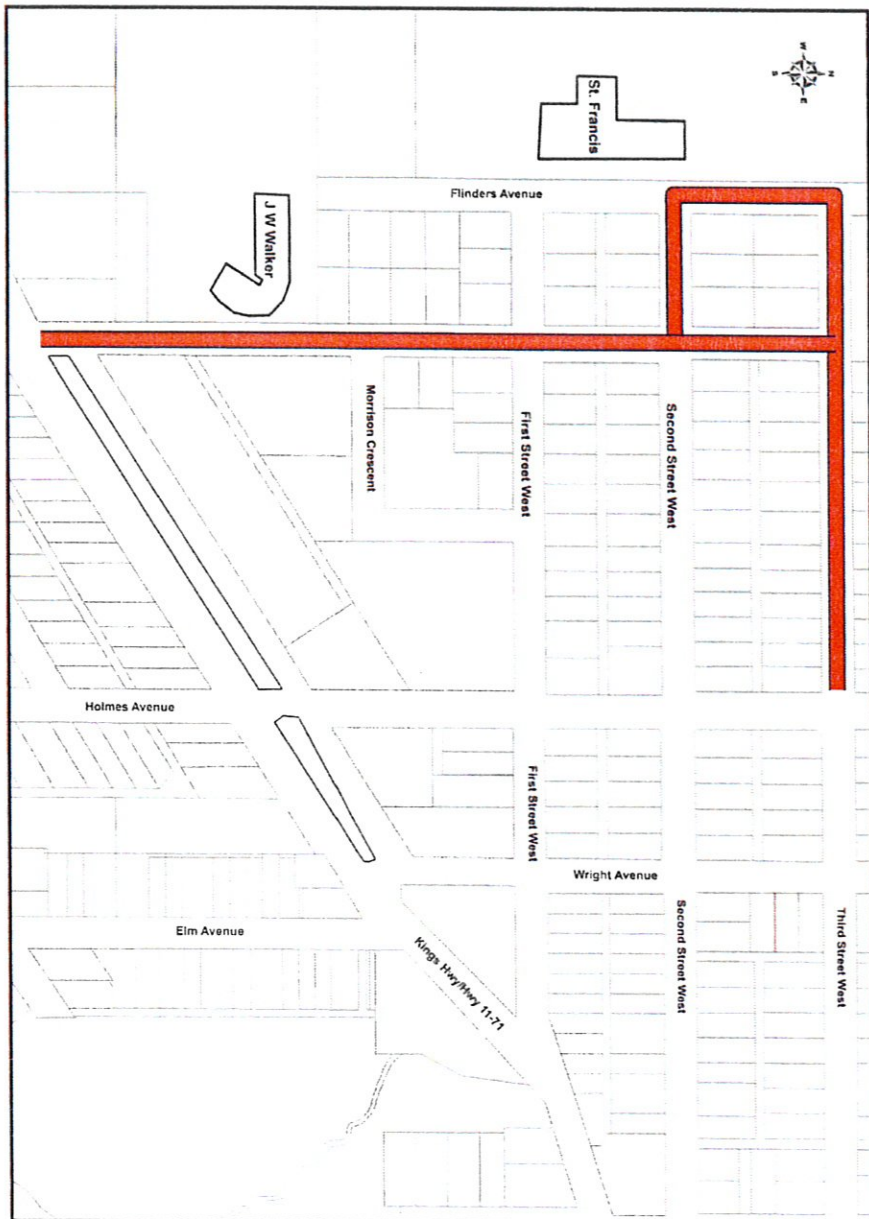 W
N
S
E
St. Francis
Flinders Avenue
J W Walker
Morrison Crescent
First Street West
Second Street West
Holmes Avenue
First Street West
Wright Avenue
Second Street West
Third Street West
Elm Avenue
Kings Hwy/Hwy 11-71